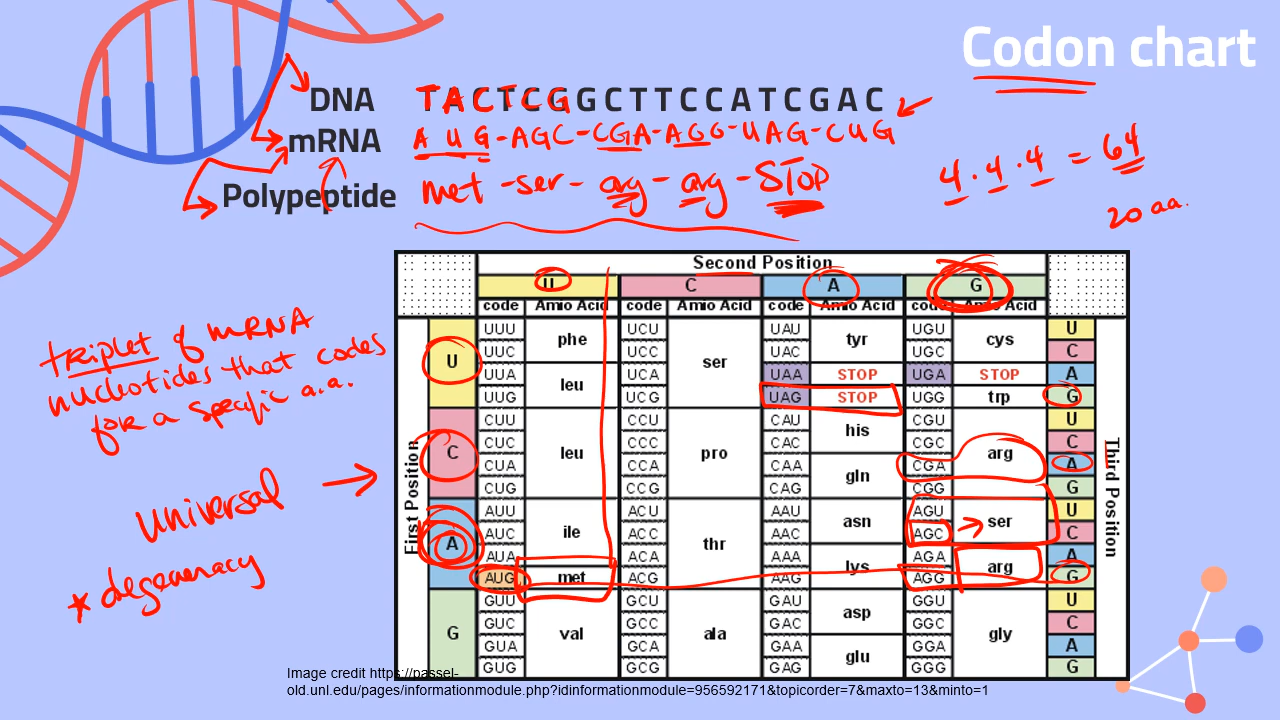 Codon chart
DNA TACTCGGCTTCCATCGAC
mRNA AUG-AGC-CGA-AGG-UAG-CUG
Polypeptide met-ser-arg-arg-STOP
4·4·4=64
20 aa.
triplet of mRNA
nucleotides that codes
for a specific a.a.
universal
*degeneracy
Second Position
U C A G
code Amio Acid code Amio Acid code Amio Acid code Amio Acid
First Position
Third Position
U UUU phe UCU ser UAU tyr UGU cys U
UUC UCC UAC UGC C
UUA leu UCA UAA STOP UGA STOP A
UUG UCG UAG STOP UGG trp G
C CUU leu CCU pro CAU his CGU arg U
CUC CCC CAC CGC C
CUA CCA CAA gln CGA A
CUG CCG CAG CGG G
A AUU ile ACU thr AAU asn AGU ser U
AUC ACC AAC AGC C
AUA ACA AAA lys AGA arg A
AUG met ACG AAG AGG G
G GUU val GCU ala GAU asp GGU gly U
GUC GCC GAC GGC C
GUA GCA GAA glu GGA A
GUG GCG GAG GGG G
Image credit https://passel-
old.unl.edu/pages/informationmodule.php?idinformationmodule=956592171&topicorder=7&maxto=13&minto=1